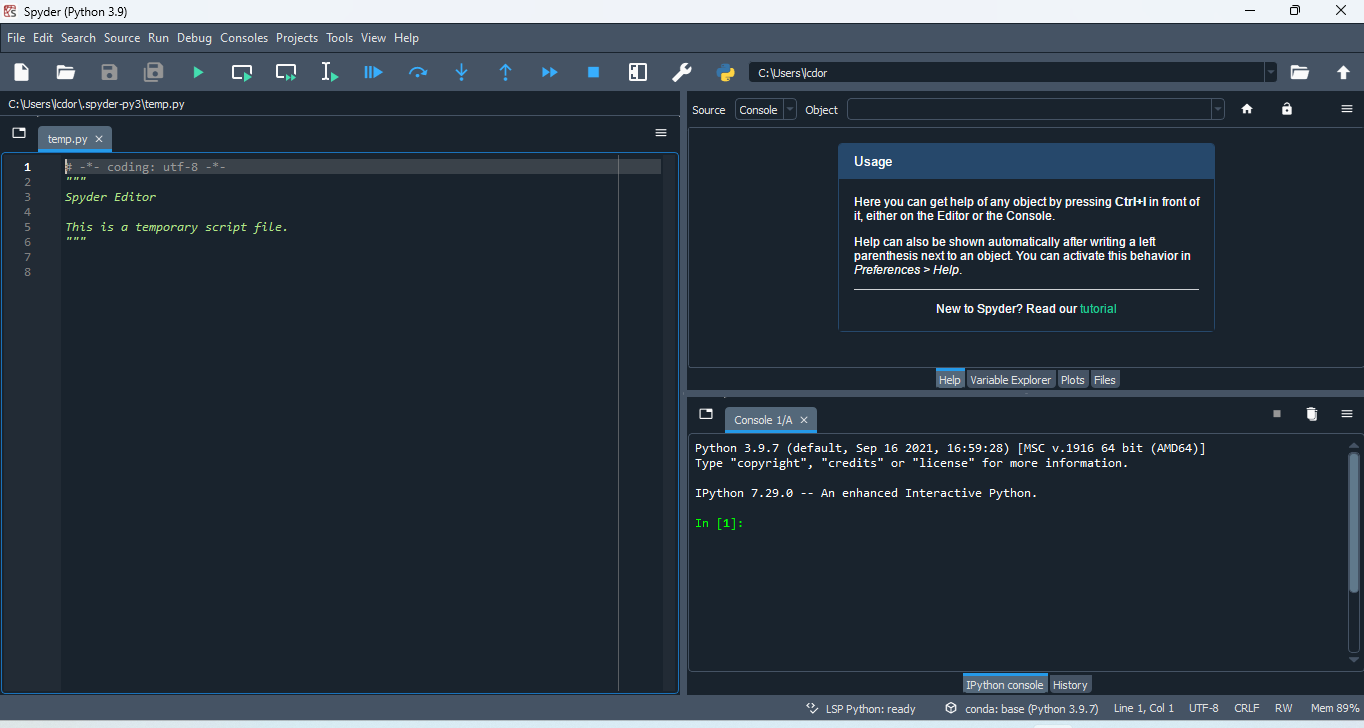 Spyder (Python 3.9)
File Edit Search Source Run Debug Consoles Projects Tools View Help
C:\Users\lcdor
C:\Users\lcdor\.spyder-py3\temp.py
temp.py
1 # -*- coding: utf-8 -*-
2 """
3 Spyder Editor
4
5 This is a temporary script file.
6 """
7
8
Source Console Object
Usage
Here you can get help of any object by pressing Ctrl+I in front of
it, either on the Editor or the Console.
Help can also be shown automatically after writing a left
parenthesis next to an object. You can activate this behavior in
Preferences > Help.
New to Spyder? Read our tutorial
Help Variable Explorer Plots Files
Console 1/A
Python 3.9.7 (default, Sep 16 2021, 16:59:28) [MSC v.1916 64 bit (AMD64)]
Type "copyright", "credits" or "license" for more information.
IPython 7.29.0 -- An enhanced Interactive Python.
In [1]:
IPython console History
LSP Python: ready conda: base (Python 3.9.7) Line 1, Col 1 UTF-8 CRLF RW Mem 89%